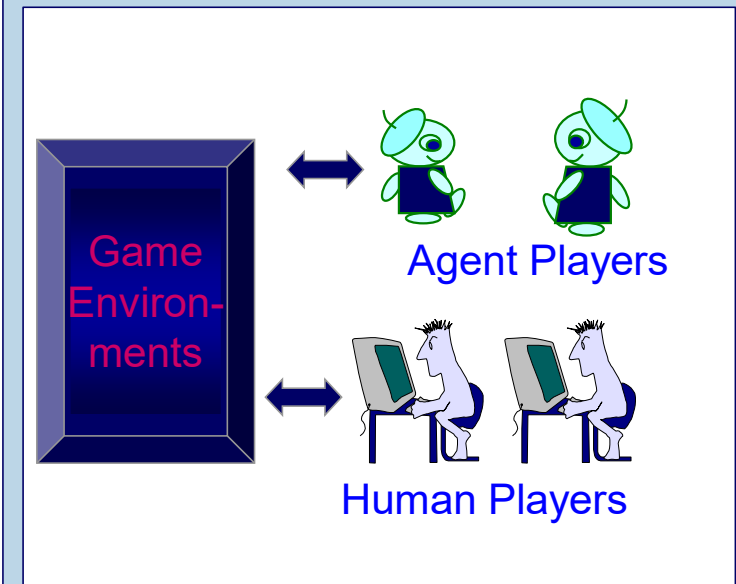 Game
Environ-
ments
Agent Players
Human Players